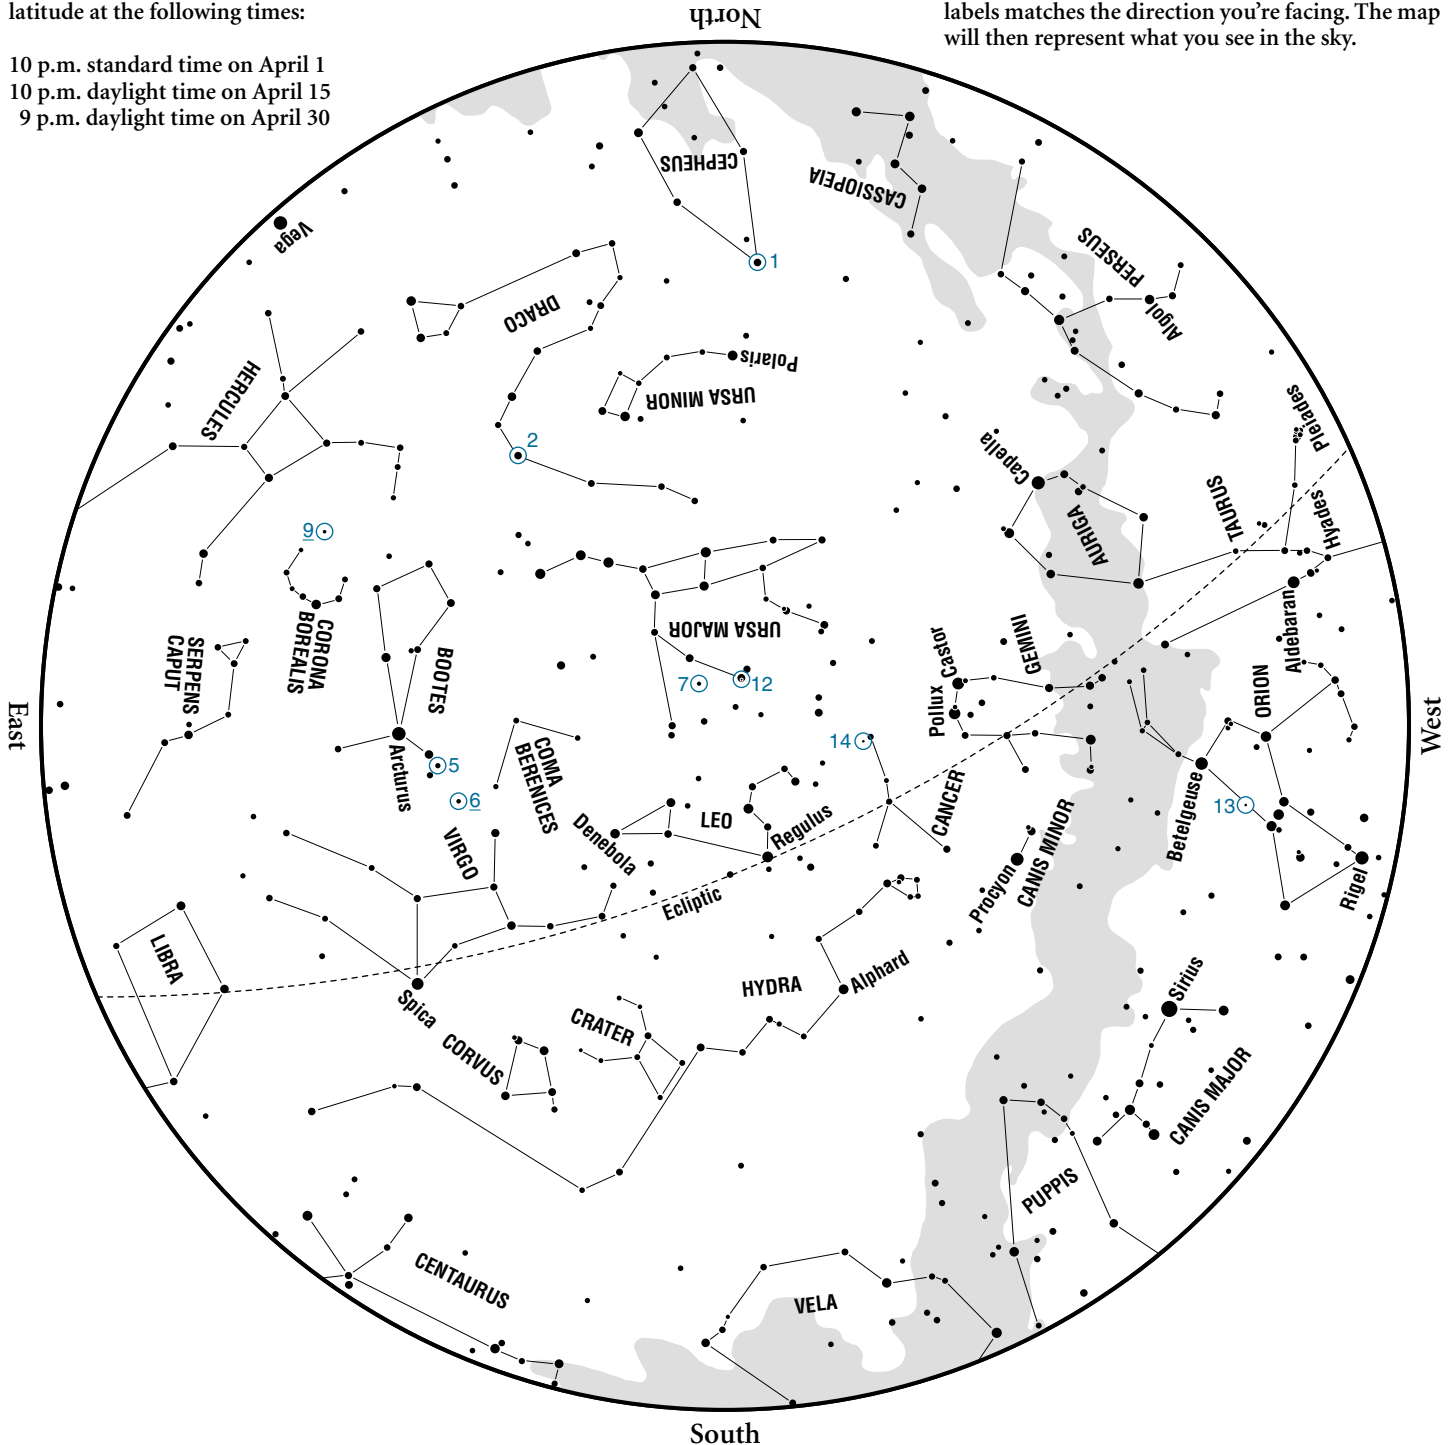 latitude at the following times:
10 p.m. standard time on April 1
10 p.m. daylight time on April 15
9 p.m. daylight time on April 30
labels matches the direction you're facing. The map
will then represent what you see in the sky.
North
CEPHEUS
CASSIOPEIA
PERSEUS
Algol
Vega
1
DRACO
Polaris
URSA MINOR
HERCULES
2
Pleiades
Capella
AURIGA
TAURUS
Hyades
Aldebaran
9
CORONA
BOREALIS
SERPENS
CAPUT
BOOTES
URSA MAJOR
7
12
Castor
Pollux
GEMINI
ORION
East
West
Arcturus
5
6
COMA
BERENICES
14
CANCER
Betelgeuse
13
Rigel
VIRGO
Denebola
LEO
Regulus
Procyon
CANIS MINOR
Ecliptic
LIBRA
Spica
CORVUS
CRATER
HYDRA
Alphard
Sirius
CANIS MAJOR
PUPPIS
CENTAURUS
VELA
South